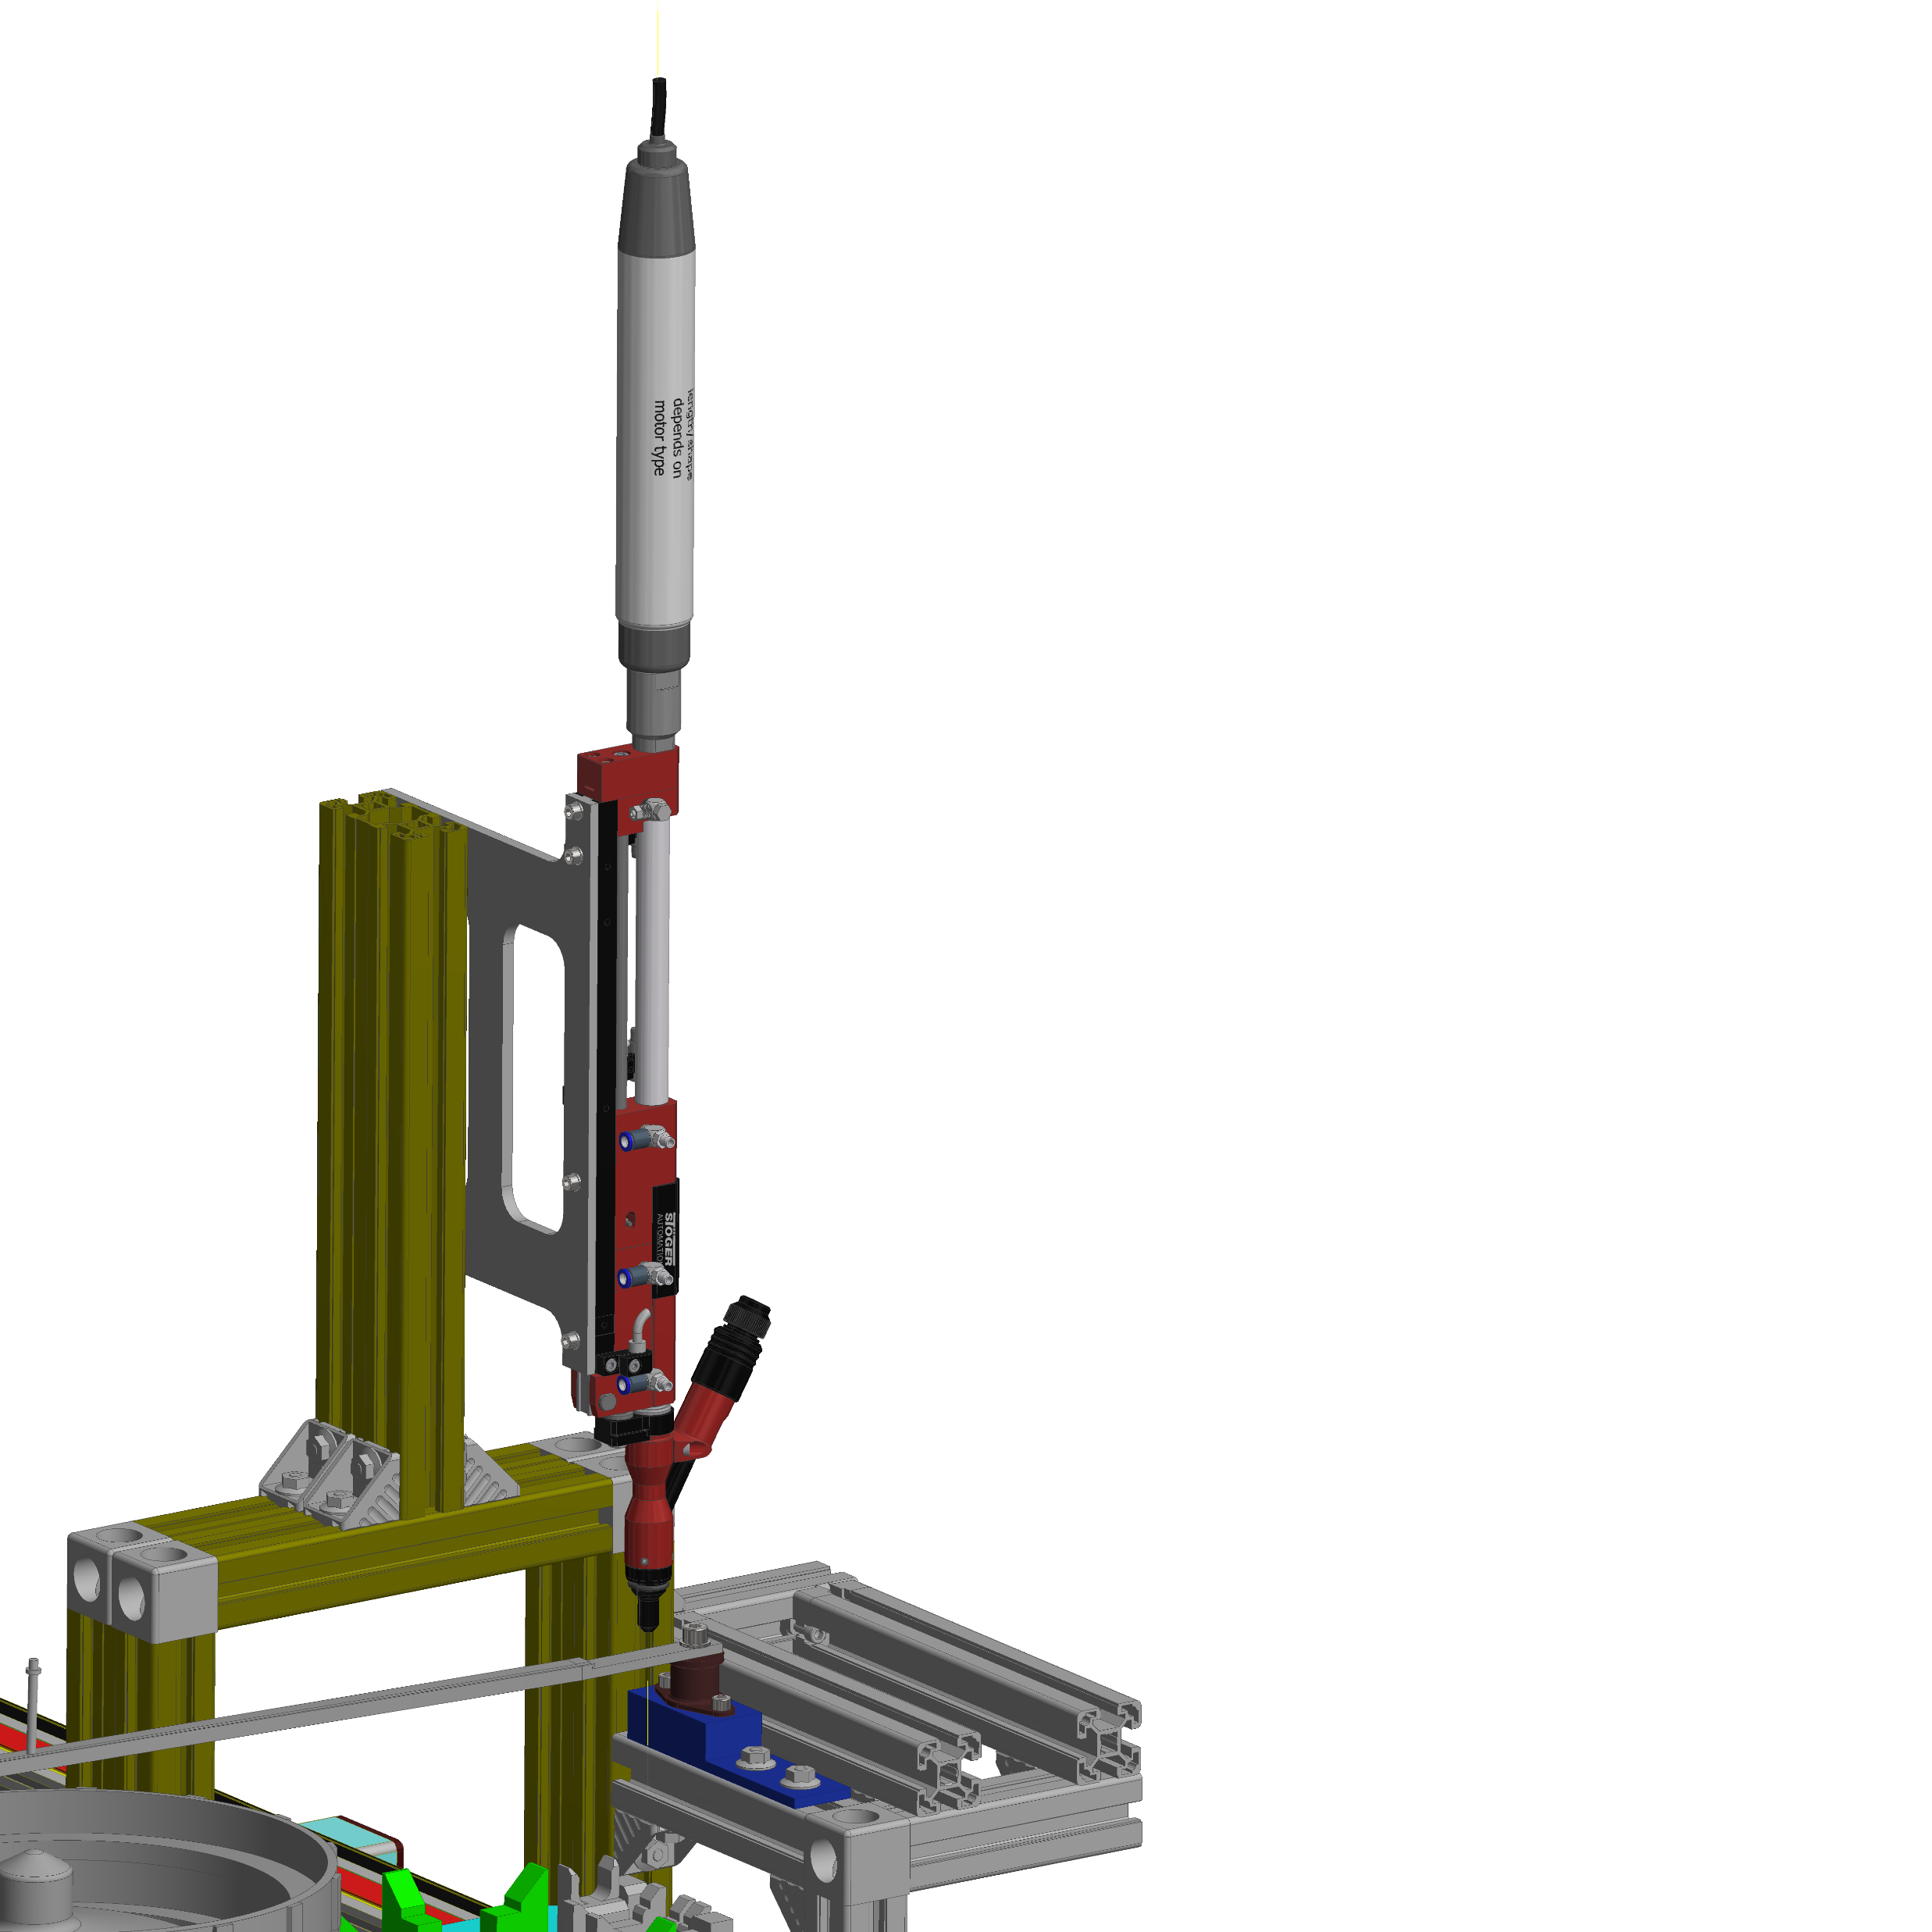 length/ shape
depends on
motor type
STÖGER
AUTOMATION